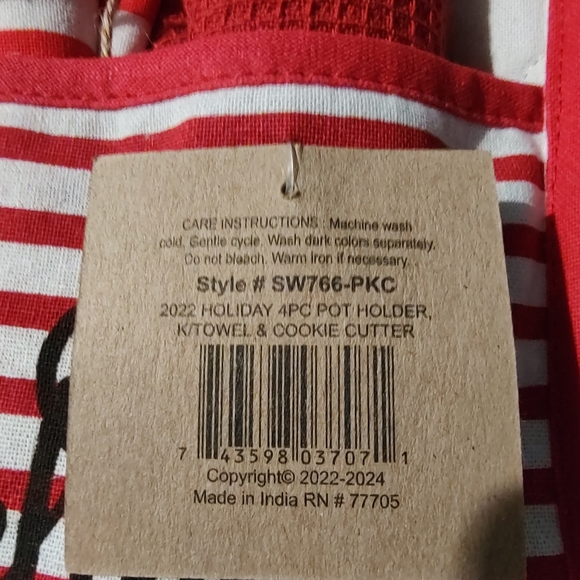 CARE INSTRUCTIONS : Machine wash
cold. Gentle cycle. Wash dark colors separately.
Do not bleach. Warm Iron if necessary.
Style # SW766-PKC
2022 HOLIDAY 4PC POT HOLDER,
K/TOWEL & COOKIE CUTTER
7 43598 03707 1
Copyright© 2022-2024
Made in India RN # 77705